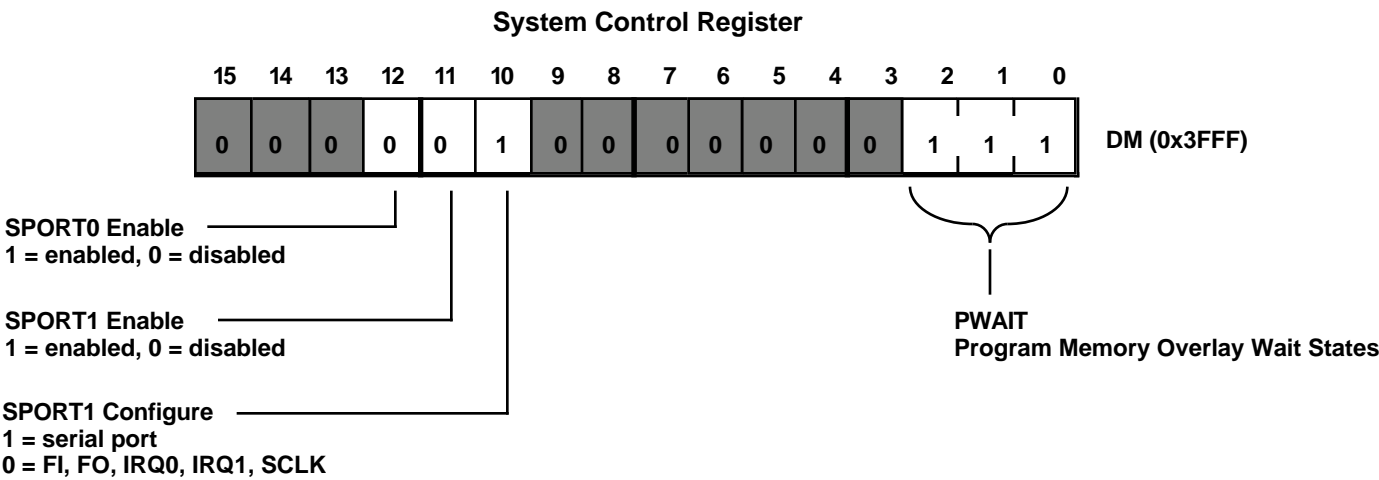 System Control Register
15 14 13 12 11 10 9 8 7 6 5 4 3 2 1 0
0 0 0 0 0 1 0 0 0 0 0 0 0 1 1 1 DM (0x3FFF)
SPORT0 Enable
1 = enabled, 0 = disabled
SPORT1 Enable
1 = enabled, 0 = disabled
PWAIT
Program Memory Overlay Wait States
SPORT1 Configure
1 = serial port
0 = FI, FO, IRQ0, IRQ1, SCLK